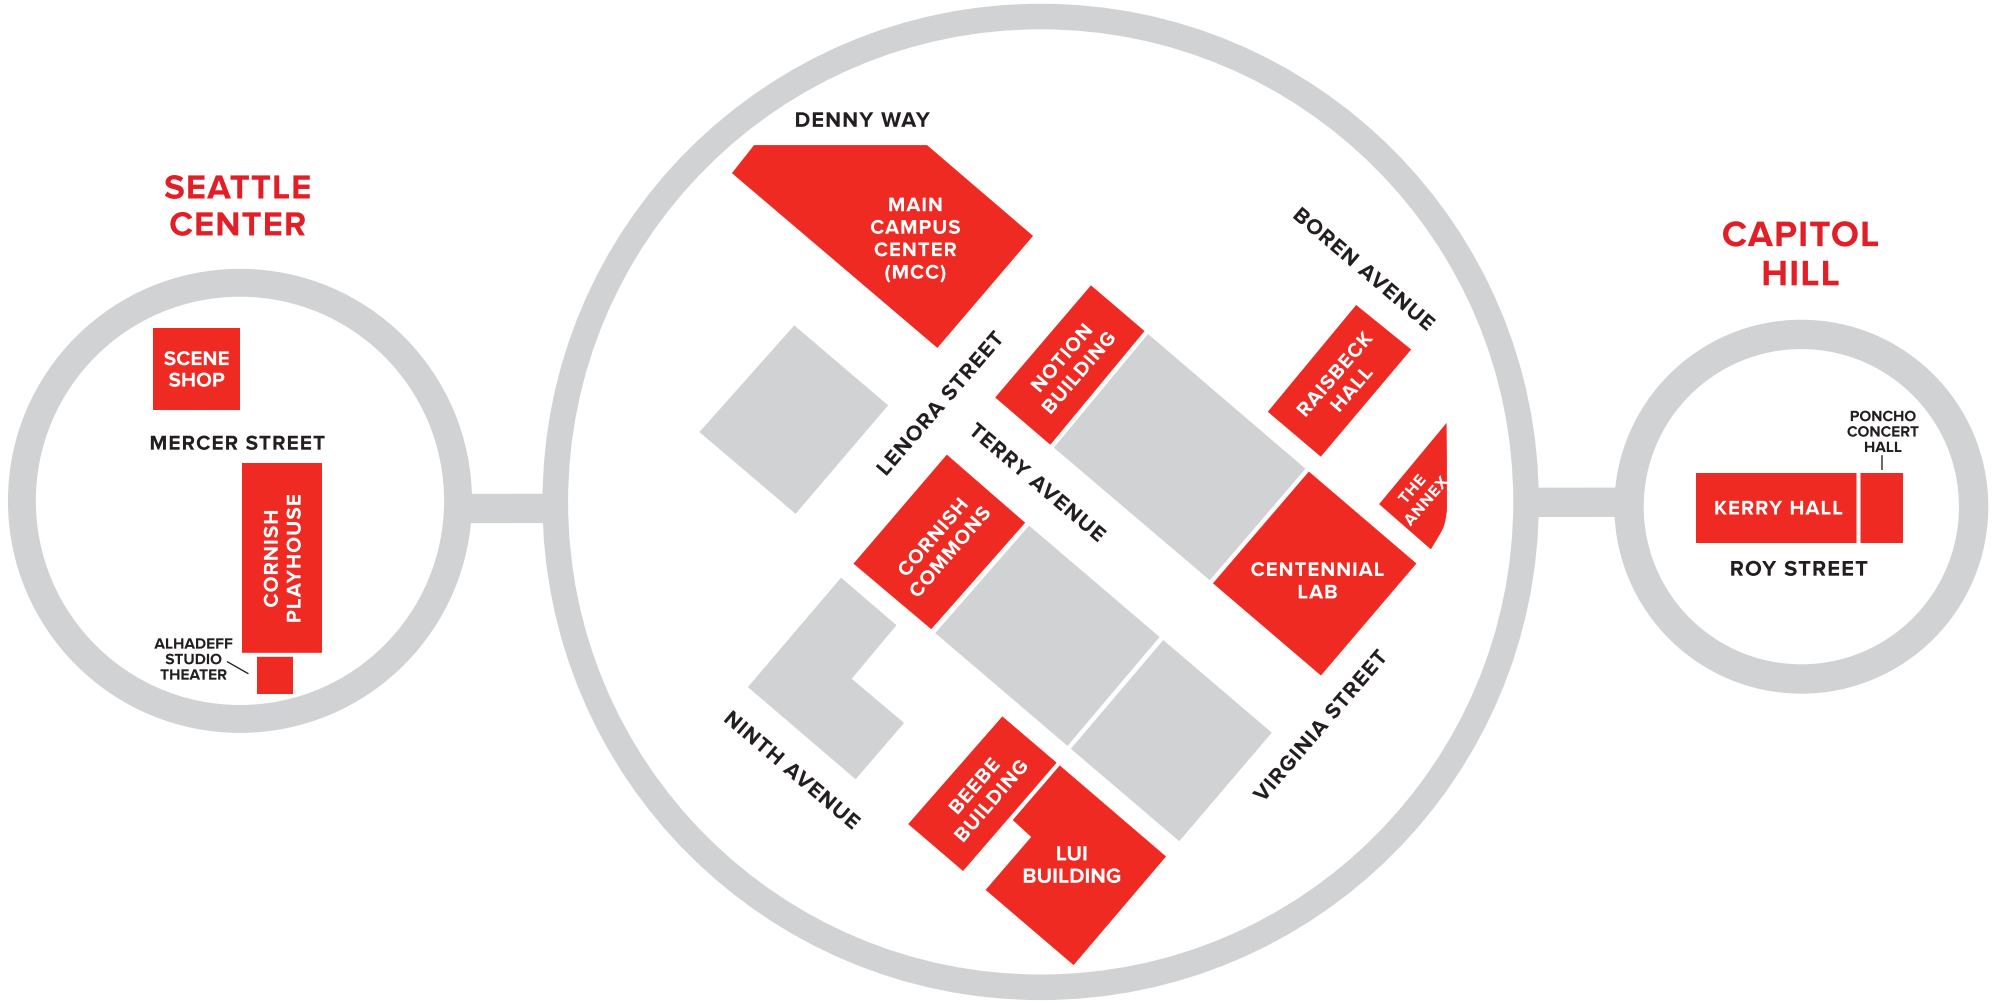 SEATTLE
CENTER
SCENE
SHOP
MERCER STREET
CORNISH
PLAYHOUSE
ALHADEFF
STUDIO
THEATER
DENNY WAY
MAIN
CAMPUS
CENTER
(MCC)
LENORA STREET
NOTION
BUILDING
BOREN AVENUE
RAISBECK
HALL
TERRY AVENUE
THE
ANNEX
CORNISH
COMMONS
CENTENNIAL
LAB
NINTH AVENUE
VIRGINIA STREET
BEEBE
BUILDING
LUI
BUILDING
CAPITOL
HILL
PONCHO
CONCERT
HALL
KERRY HALL
ROY STREET